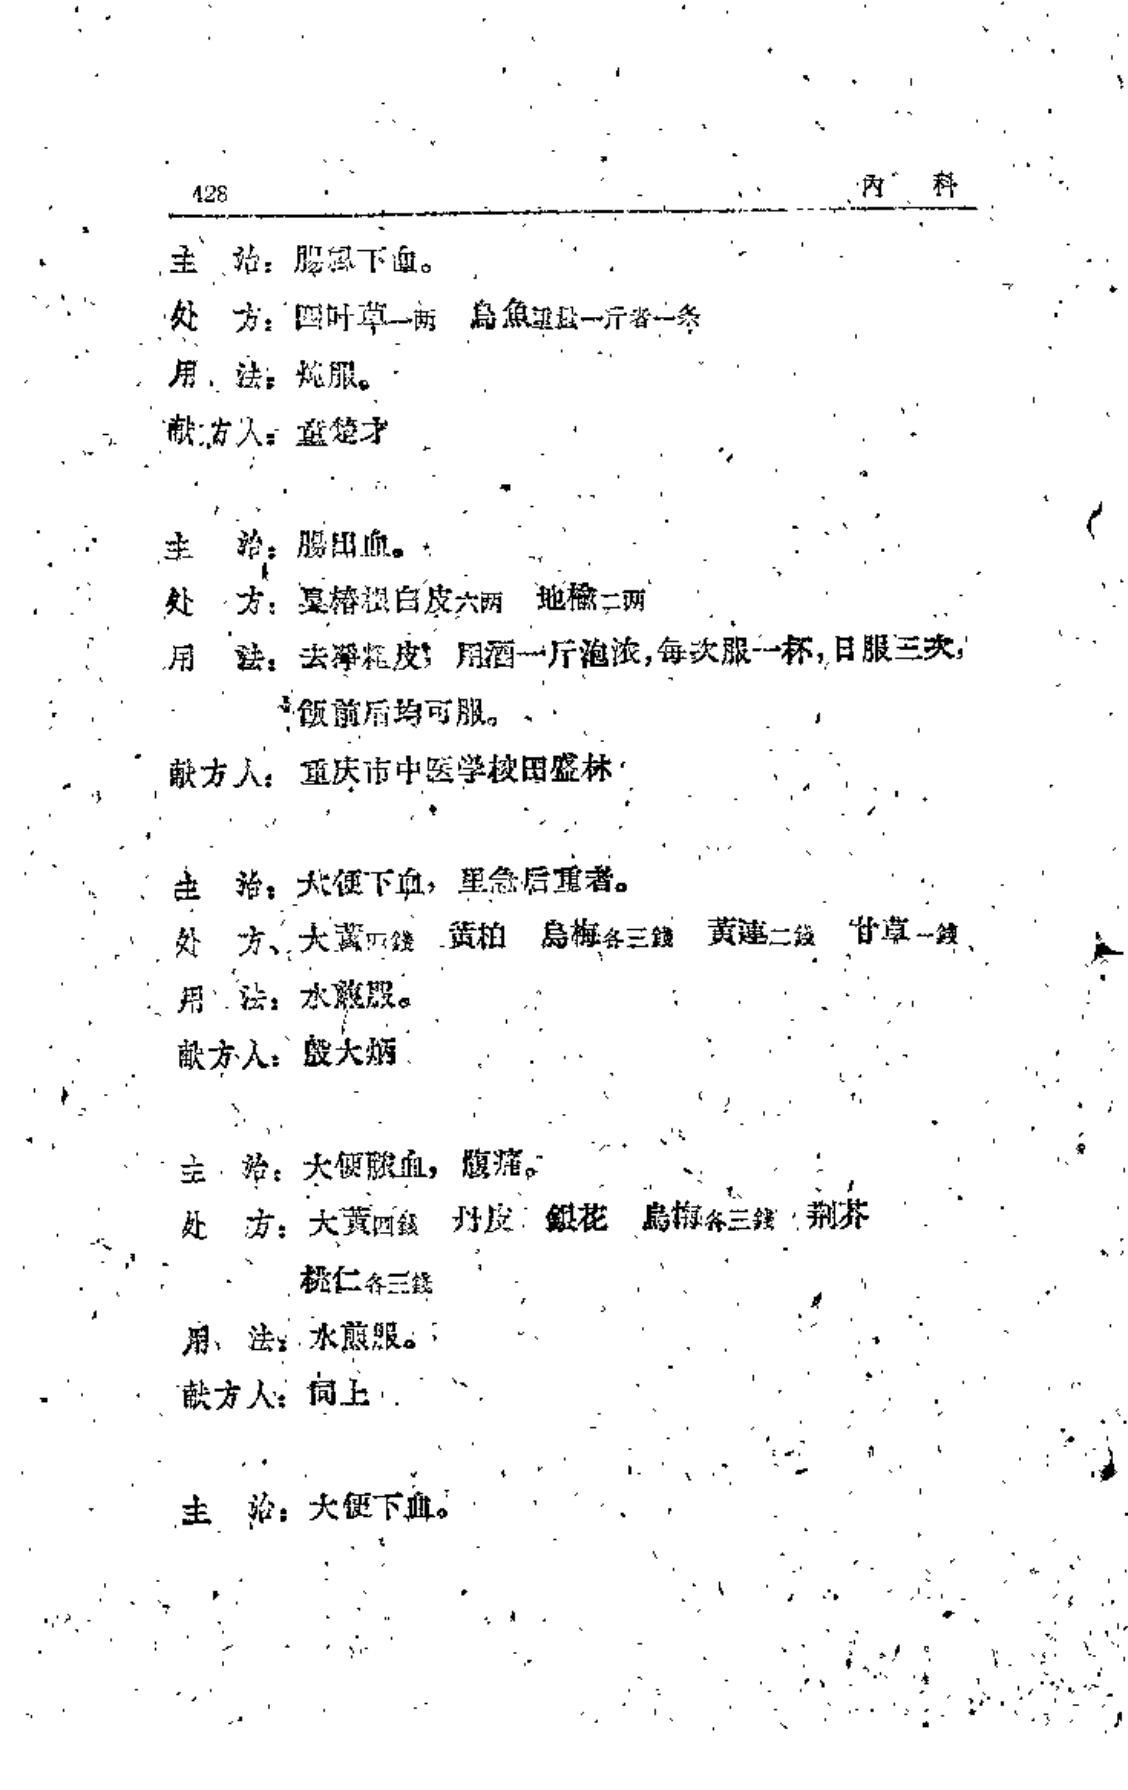 428　內科
主　治：腸風下血。
处　方：四叶草一两　烏魚重量一斤者一条
用　法：炖服。
献方人：童楚才
主　治：腸出血。
处　方：臭椿根白皮六两　地榆二两
用　法：去淨粗皮，用酒一斤泡浓，每次服一杯，日服三次，
飯前后均可服。
献方人：重庆市中医学校田盛林
主　治：大便下血，里急后重者。
处　方、大黃四錢　黃柏　烏梅各三錢　黃連二錢　甘草一錢
用　法：水煎服。
献方人：殷大炳
主　治：大便膿血，腹痛。
处　方：大黃四錢　丹皮　銀花　烏梅各三錢　荆芥
桃仁各三錢
用　法：水煎服。
献方人：同上
主　治：大便下血。